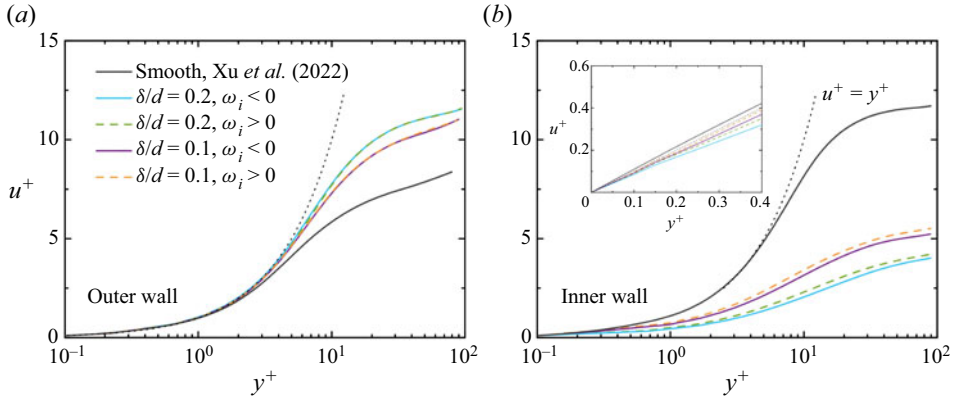 (a)
15
10
u⁺
5
0
Smooth, Xu et al. (2022)
δ/d = 0.2, ωᵢ < 0
δ/d = 0.2, ωᵢ > 0
δ/d = 0.1, ωᵢ < 0
δ/d = 0.1, ωᵢ > 0
Outer wall
10⁻¹ 10⁰ 10¹ 10²
y⁺
(b)
15
10
5
0
0.6
0.4
u⁺
0.2
0 0.1 0.2 0.3 0.4
y⁺
u⁺ = y⁺
Inner wall
10⁻¹ 10⁰ 10¹ 10²
y⁺